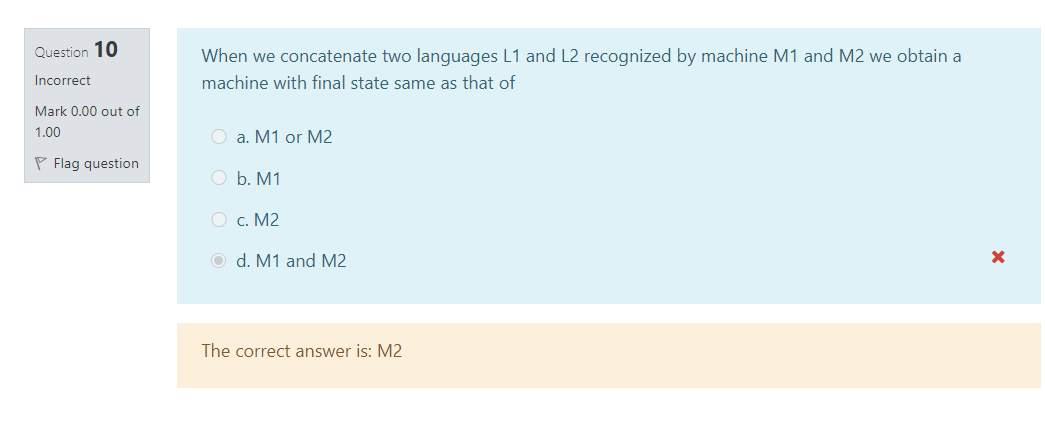 Question 10
Incorrect
Mark 0.00 out of
1.00
Flag question
When we concatenate two languages L1 and L2 recognized by machine M1 and M2 we obtain a
machine with final state same as that of
a. M1 or M2
b. M1
c. M2
d. M1 and M2
The correct answer is: M2